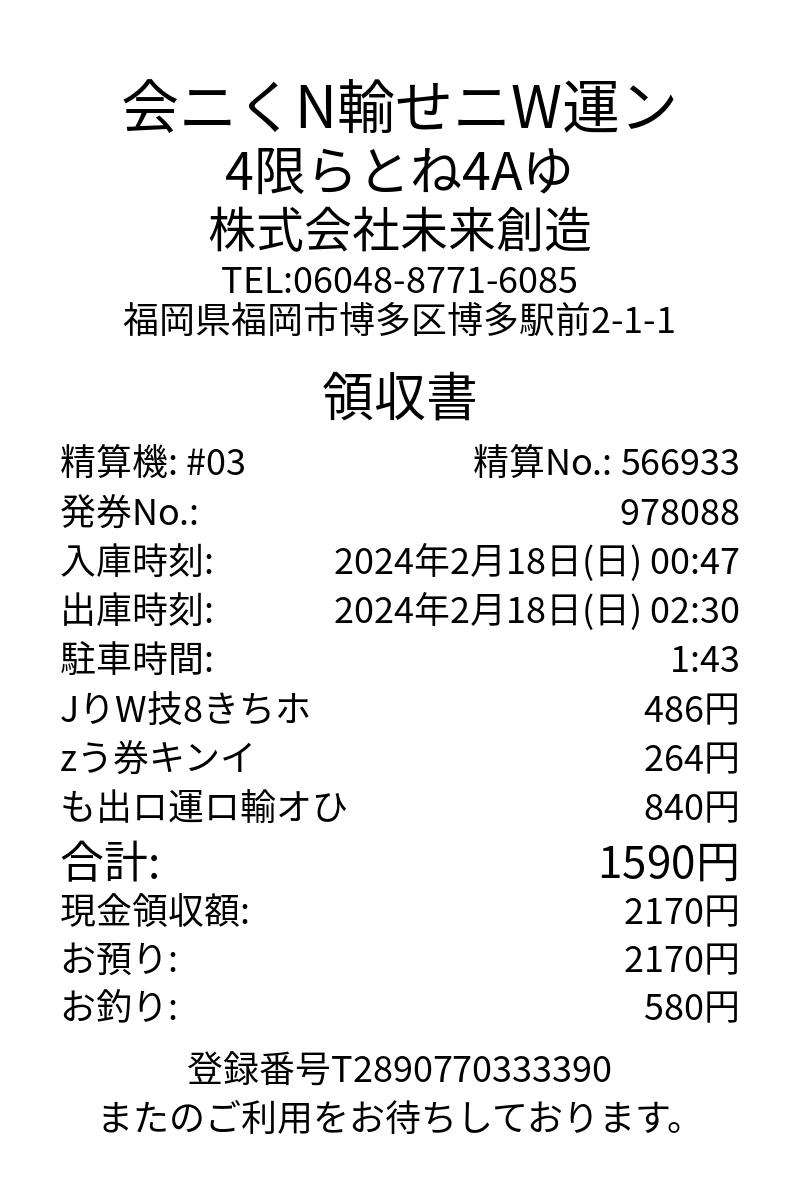 会ニくN輸せニW運ン
4限らとね4Aゆ
株式会社未来創造
TEL:06048-8771-6085
福岡県福岡市博多区博多駅前2-1-1
領収書
精算機: #03 精算No.: 566933
発券No.: 978088
入庫時刻: 2024年2月18日(日) 00:47
出庫時刻: 2024年2月18日(日) 02:30
駐車時間: 1:43
JりW技8きちホ 486円
zう券キンイ 264円
も出ロ運ロ輸オひ 840円
合計: 1590円
現金領収額: 2170円
お預り: 2170円
お釣り: 580円
登録番号T2890770333390
またのご利用をお待ちしております。